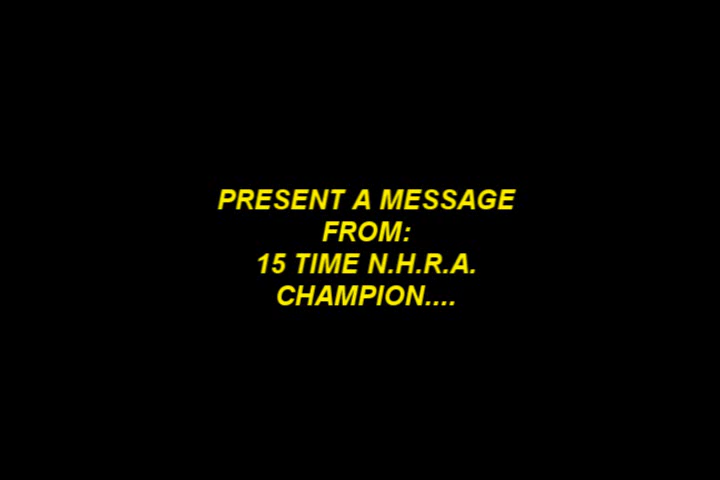 PRESENT A MESSAGE
FROM:
15 TIME N.H.R.A.
CHAMPION....